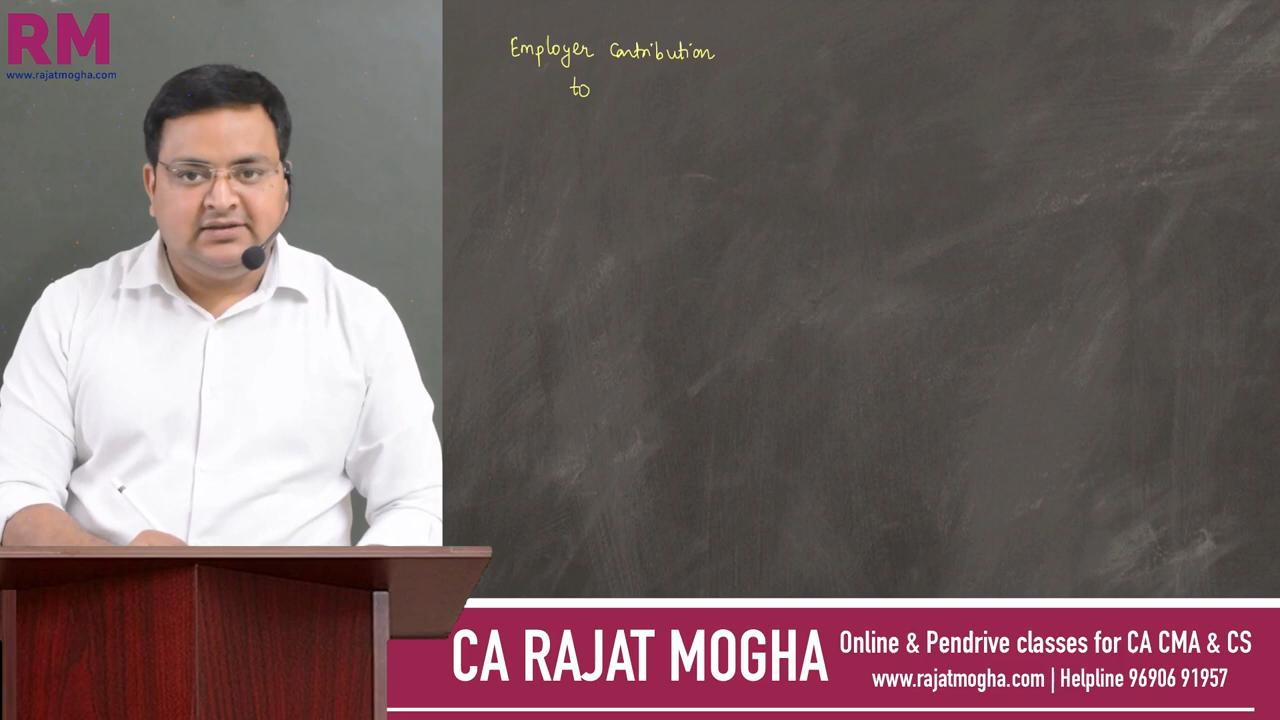 RM
www.rajatmogha.com
Employer Contribution
to
CA RAJAT MOGHA
Online & Pendrive classes for CA CMA & CS
www.rajatmogha.com | Helpline 96906 91957